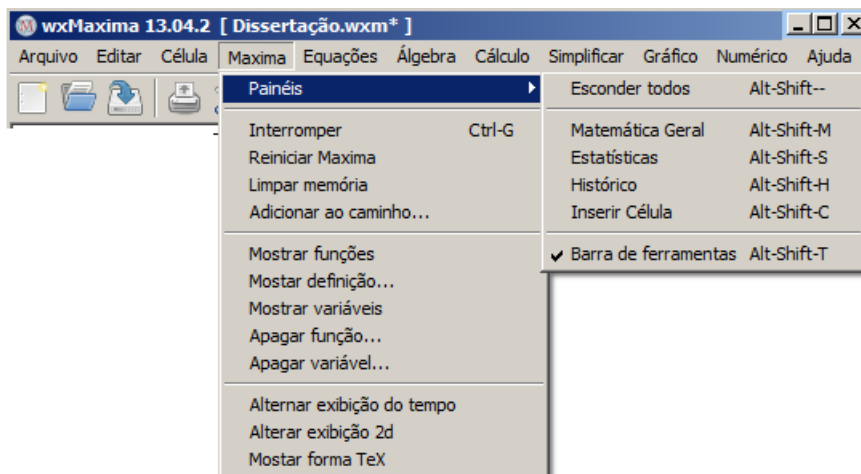 wxMaxima 13.04.2 [ Dissertação.wxm* ]
Arquivo Editar Célula Maxima Equações Álgebra Cálculo Simplificar Gráfico Numérico Ajuda
Painéis
Interromper Ctrl-G
Reiniciar Maxima
Limpar memória
Adicionar ao caminho...
Mostrar funções
Mostar definição...
Mostrar variáveis
Apagar função...
Apagar variável...
Alternar exibição do tempo
Alterar exibição 2d
Mostar forma TeX
Esconder todos Alt-Shift--
Matemática Geral Alt-Shift-M
Estatísticas Alt-Shift-S
Histórico Alt-Shift-H
Inserir Célula Alt-Shift-C
Barra de ferramentas Alt-Shift-T